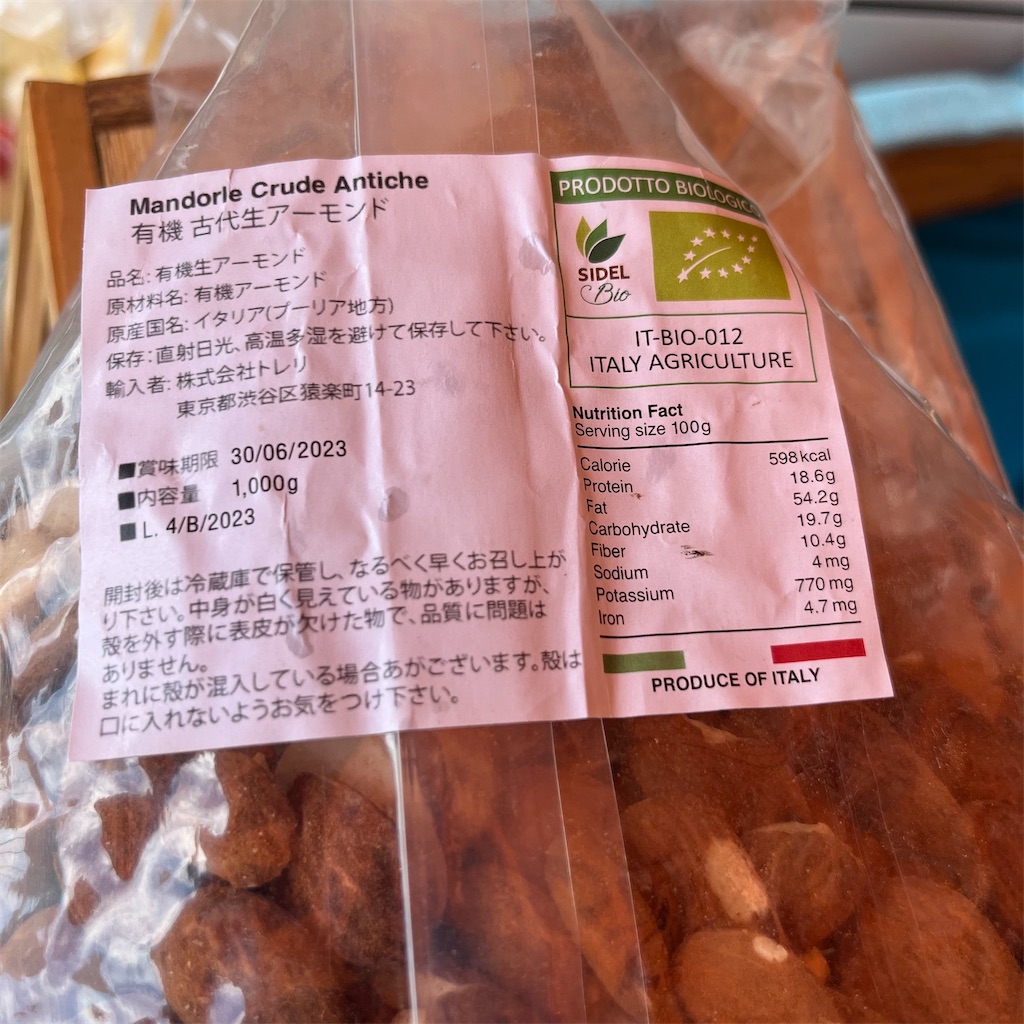 Mandorle Crude Antiche
有機 古代生アーモンド
品名: 有機生アーモンド
原材料名: 有機アーモンド
原産国名: イタリア(プーリア地方)
保存: 直射日光、高温多湿を避けて保存して下さい。
輸入者: 株式会社トレリ
東京都渋谷区猿楽町14-23
■賞味期限 30/06/2023
■内容量 1,000g
■L. 4/B/2023
開封後は冷蔵庫で保管し、なるべく早くお召し上が
り下さい。中身が白く見えている物がありますが、
殻を外す際に表皮が欠けた物で、品質に問題は
ありません。
まれに殻が混入している場合あがございます。殻は
口に入れないようお気をつけ下さい。
PRODOTTO BIOLOGICO
SIDEL
Bio
IT-BIO-012
ITALY AGRICULTURE
Nutrition Fact
Serving size 100g
Calorie 598kcal
Protein 18.6g
Fat 54.2g
Carbohydrate 19.7g
Fiber 10.4g
Sodium 4mg
Potassium 770mg
Iron 4.7mg
PRODUCE OF ITALY